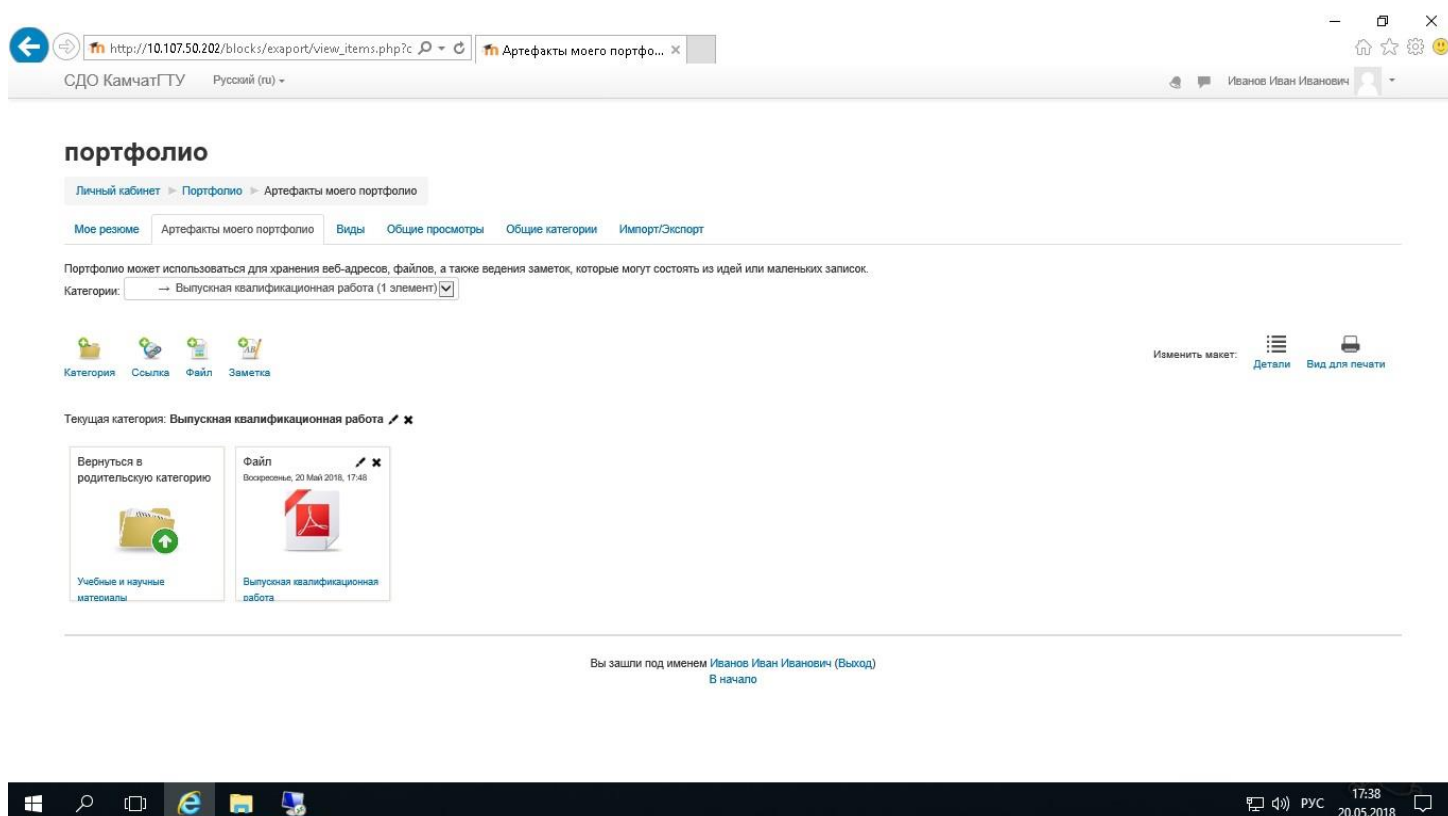 http://10.107.50.202/blocks/exaport/view_items.php?c
Артефакты моего портфо...
СДО КамчатГТУ Русский (ru)
Иванов Иван Иванович
портфолио
Личный кабинет Портфолио Артефакты моего портфолио
Мое резюме Артефакты моего портфолио Виды Общие просмотры Общие категории Импорт/Экспорт
Портфолио может использоваться для хранения веб-адресов, файлов, а также ведения заметок, которые могут состоять из идей или маленьких записок.
Категории: → Выпускная квалификационная работа (1 элемент)
Категория Ссылка Файл Заметка
Изменить макет: Детали Вид для печати
Текущая категория: Выпускная квалификационная работа
Вернуться в
родительскую категорию
Учебные и научные
материалы
Файл
Воскресенье, 20 Май 2018, 17:48
Выпускная квалификационная
работа
Вы зашли под именем Иванов Иван Иванович (Выход)
В начало
РУС
17:38
20.05.2018